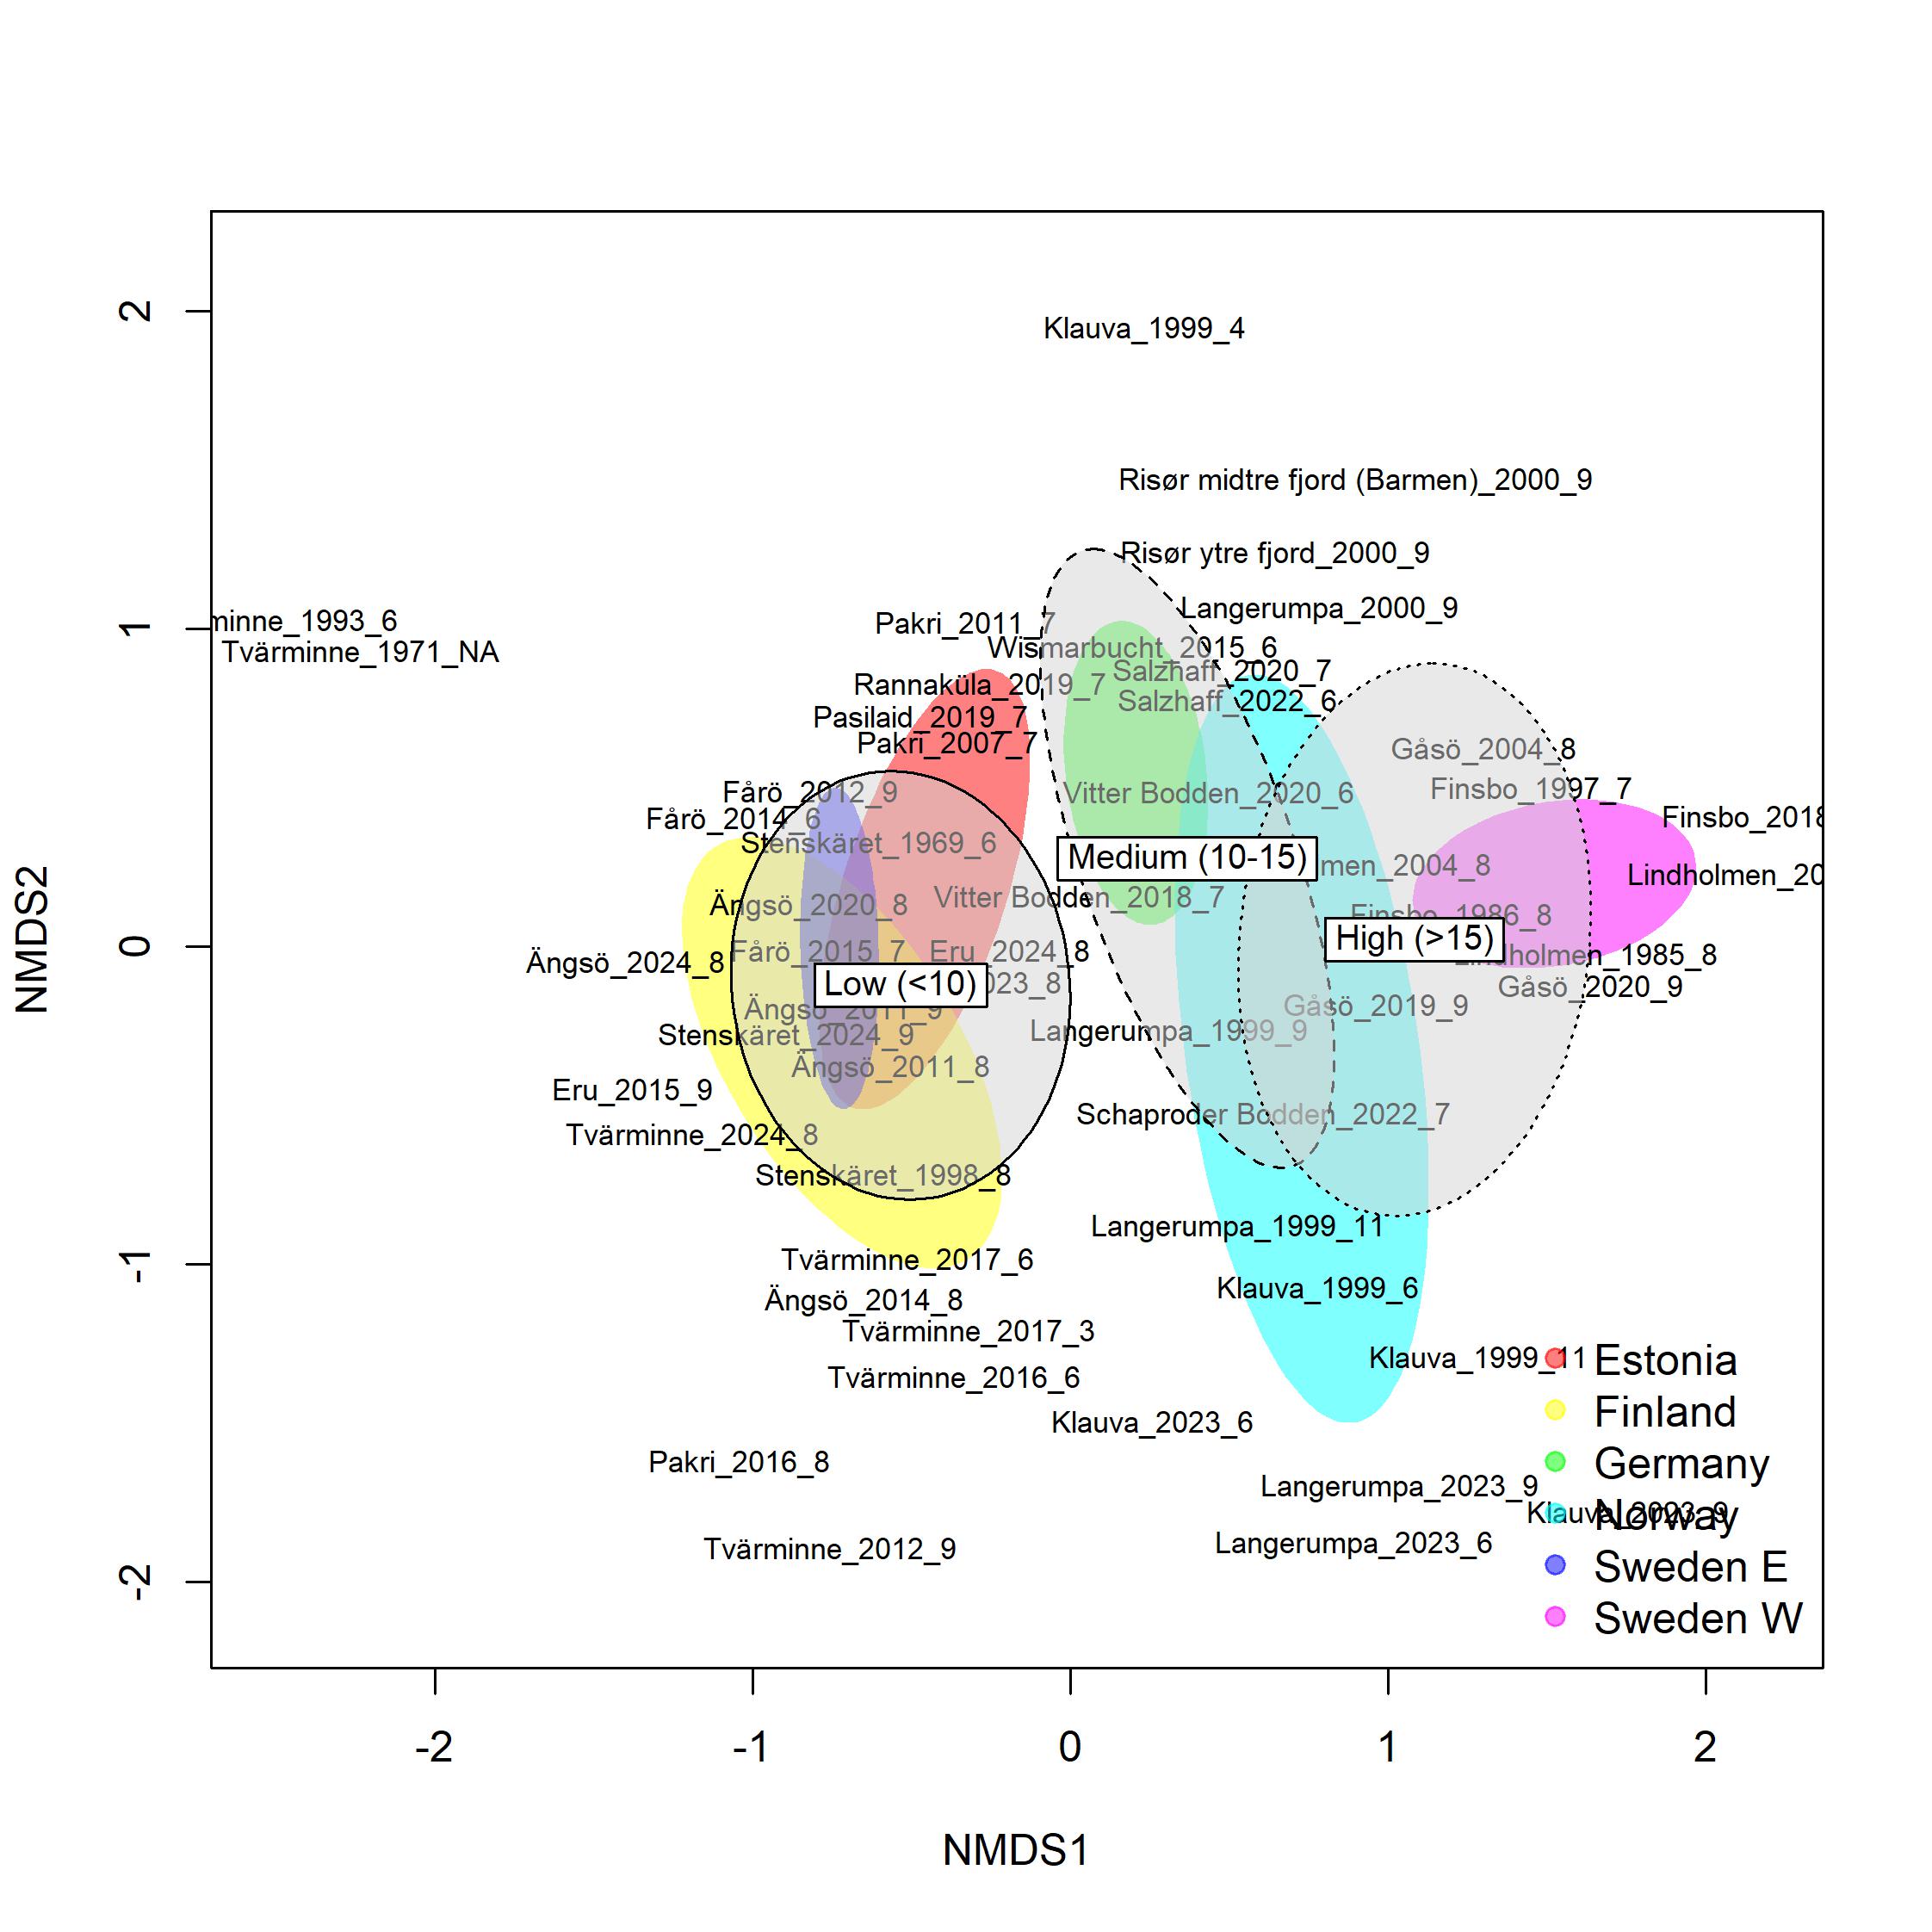 2
Klauva_1999_4
Risør midtre fjord (Barmen)_2000_9
Risør ytre fjord_2000_9
Langerumpa_2000_9
1
minne_1993_6
Pakri_2011_7
Tvärminne_1971_NA
Wismarbucht_2015_6
Salzhaff_2020_7
Rannaküla_2019_7
Salzhaff_2022_6
Pasilaid_2019_7
Pakri_2007_7
Gåsö_2004_8
Finsbo_1997_7
Fårö_2012_9
Vitter Bodden_2020_6
Fårö_2014_6
Finsbo_2018
Stenskäret_1969_6
Medium (10-15)
men_2004_8
Lindholmen_20
Vitter Bodden_2018_7
Ängsö_2020_8
Finsbo_1986_8
High (>15)
0
NMDS2
Fårö_2015_7
Eru_2024_8
Lindholmen_1985_8
Ängsö_2024_8
Low (<10)
023_8
Gåsö_2020_9
Gåsö_2019_9
Ängsö_2011_9
Stenskäret_2024_9
Langerumpa_1999_9
Ängsö_2011_8
Eru_2015_9
Schaproder Bodden_2022_7
Tvärminne_2024_8
Stenskäret_1998_8
Langerumpa_1999_11
-1
Tvärminne_2017_6
Klauva_1999_6
Ängsö_2014_8
Tvärminne_2017_3
Klauva_1999_11
Estonia
Tvärminne_2016_6
Finland
Klauva_2023_6
Pakri_2016_8
Germany
Langerumpa_2023_9
Klauva_2023_9
Norway
Langerumpa_2023_6
Tvärminne_2012_9
Sweden E
-2
Sweden W
-2 -1 0 1 2
NMDS1